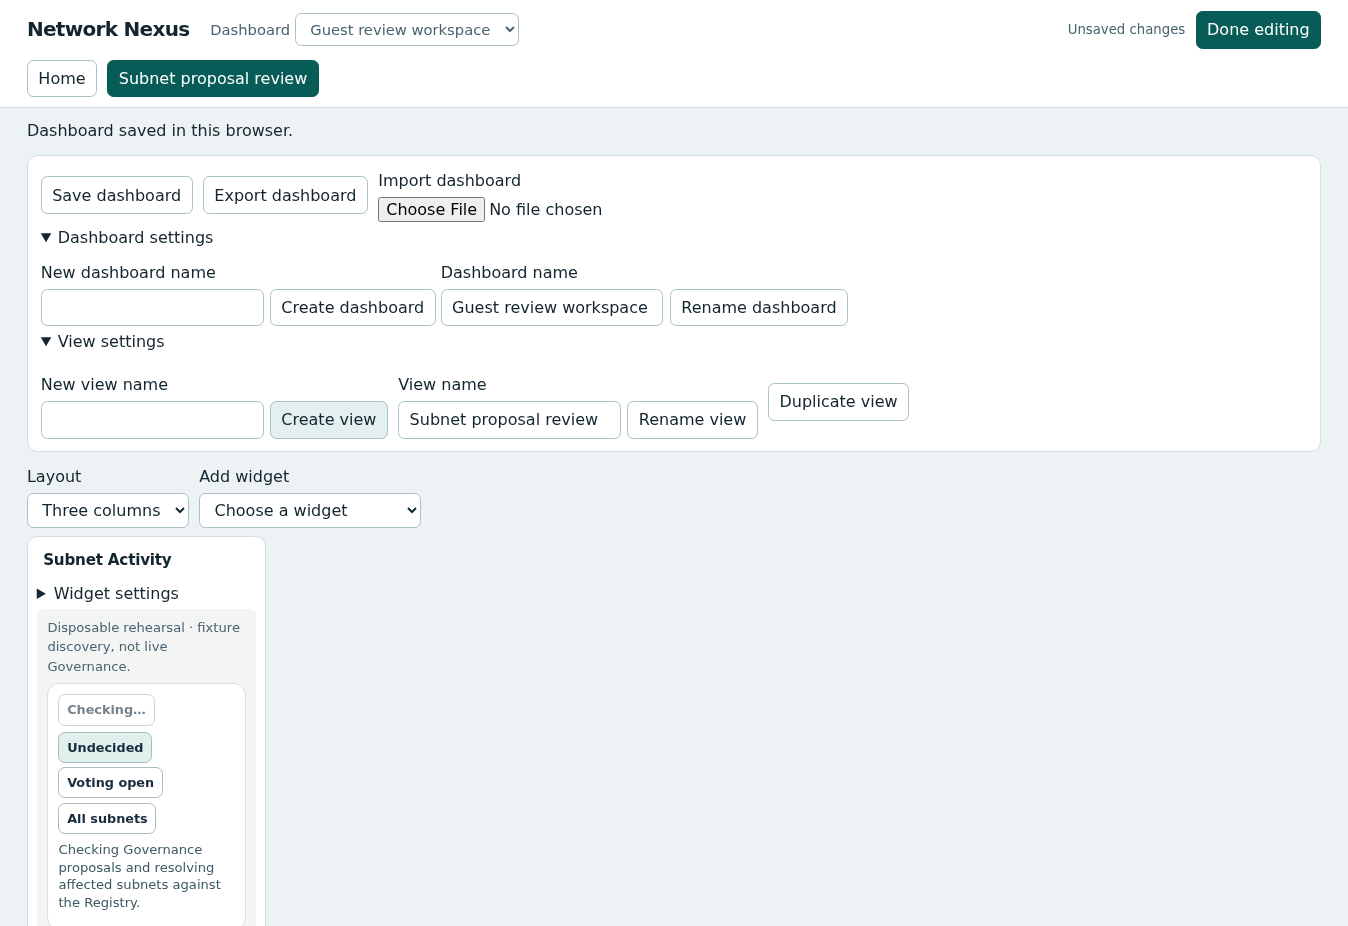 Network Nexus
Dashboard
Guest review workspace
Unsaved changes
Done editing
Home
Subnet proposal review
Dashboard saved in this browser.
Save dashboard
Export dashboard
Import dashboard
Choose File No file chosen
Dashboard settings
New dashboard name
Create dashboard
Dashboard name
Guest review workspace
Rename dashboard
View settings
New view name
Create view
View name
Subnet proposal review
Rename view
Duplicate view
Layout
Three columns
Add widget
Choose a widget
Subnet Activity
Widget settings
Disposable rehearsal · fixture
discovery, not live
Governance.
Checking…
Undecided
Voting open
All subnets
Checking Governance
proposals and resolving
affected subnets against
the Registry.